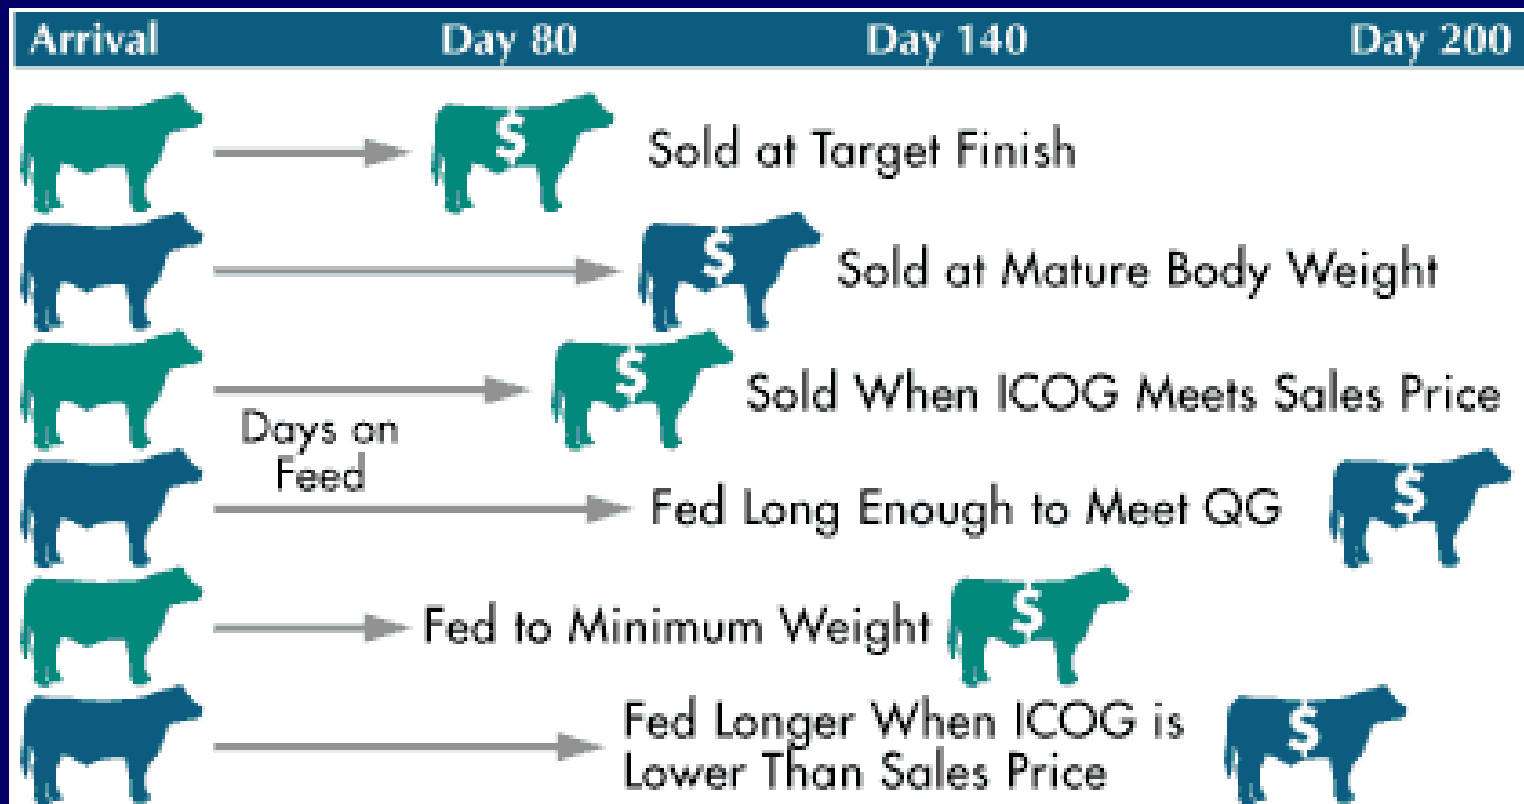 Arrival Day 80 Day 140 Day 200
$ Sold at Target Finish
$ Sold at Mature Body Weight
$ Sold When ICOG Meets Sales Price
Days on
Feed
Fed Long Enough to Meet QG $
Fed to Minimum Weight $
Fed Longer When ICOG is
Lower Than Sales Price $